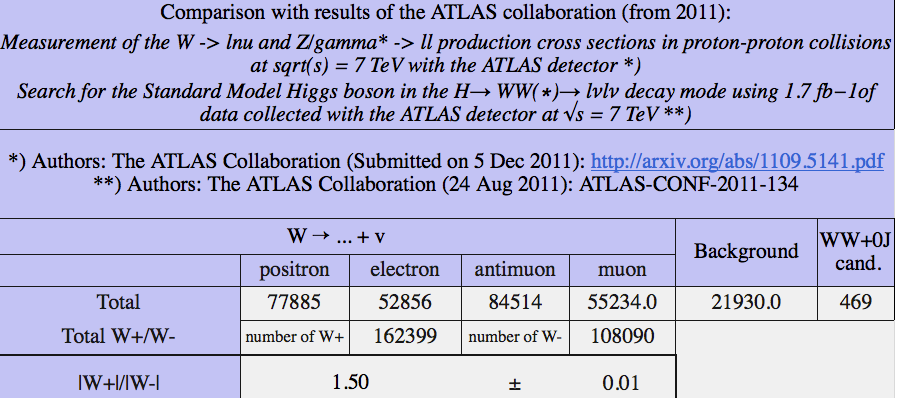 Comparison with results of the ATLAS collaboration (from 2011):
Measurement of the W -> lnu and Z/gamma* -> ll production cross sections in proton-proton collisions
at sqrt(s) = 7 TeV with the ATLAS detector *)
Search for the Standard Model Higgs boson in the H→ WW(*)→ lvlv decay mode using 1.7 fb−1of
data collected with the ATLAS detector at √s = 7 TeV **)
*) Authors: The ATLAS Collaboration (Submitted on 5 Dec 2011): http://arxiv.org/abs/1109.5141.pdf
**) Authors: The ATLAS Collaboration (24 Aug 2011): ATLAS-CONF-2011-134
W → ... + ν Background WW+0J cand.
positron electron antimuon muon
Total 77885 52856 84514 55234.0 21930.0 469
Total W+/W- number of W+ 162399 number of W- 108090
|W+|/|W-| 1.50 ± 0.01